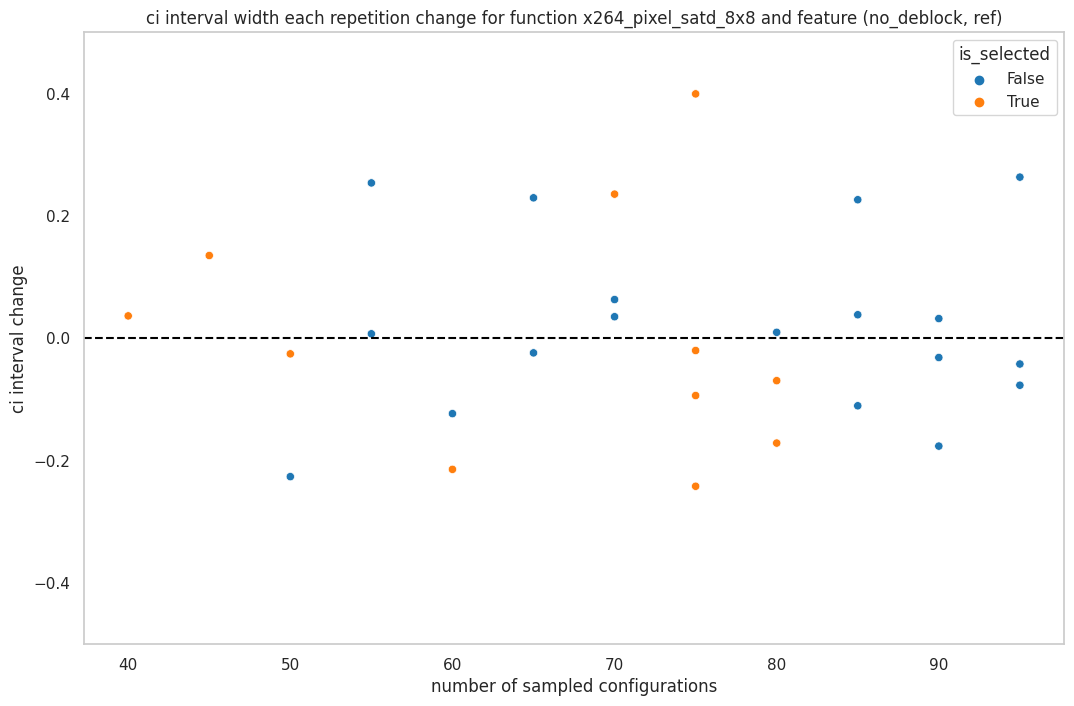 ci interval width each repetition change for function x264_pixel_satd_8x8 and feature (no_deblock, ref)
is_selected
False
True
ci interval change
0.4
0.2
0.0
−0.2
−0.4
40 50 60 70 80 90
number of sampled configurations